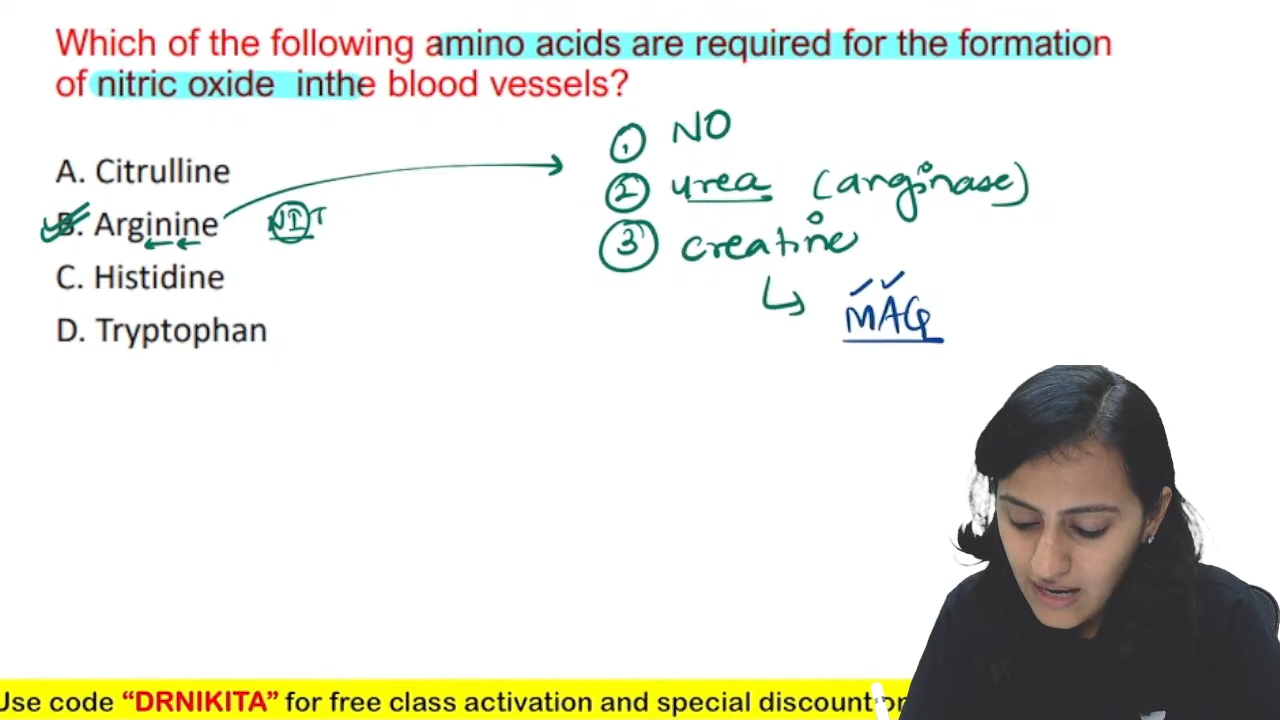 Which of the following amino acids are required for the formation
of nitric oxide inthe blood vessels?
A. Citrulline
B. Arginine
C. Histidine
D. Tryptophan
1. NO
2 urea (arginase)
3 creatine
↳ MAG
Use code “DRNIKITA” for free class activation and special discount